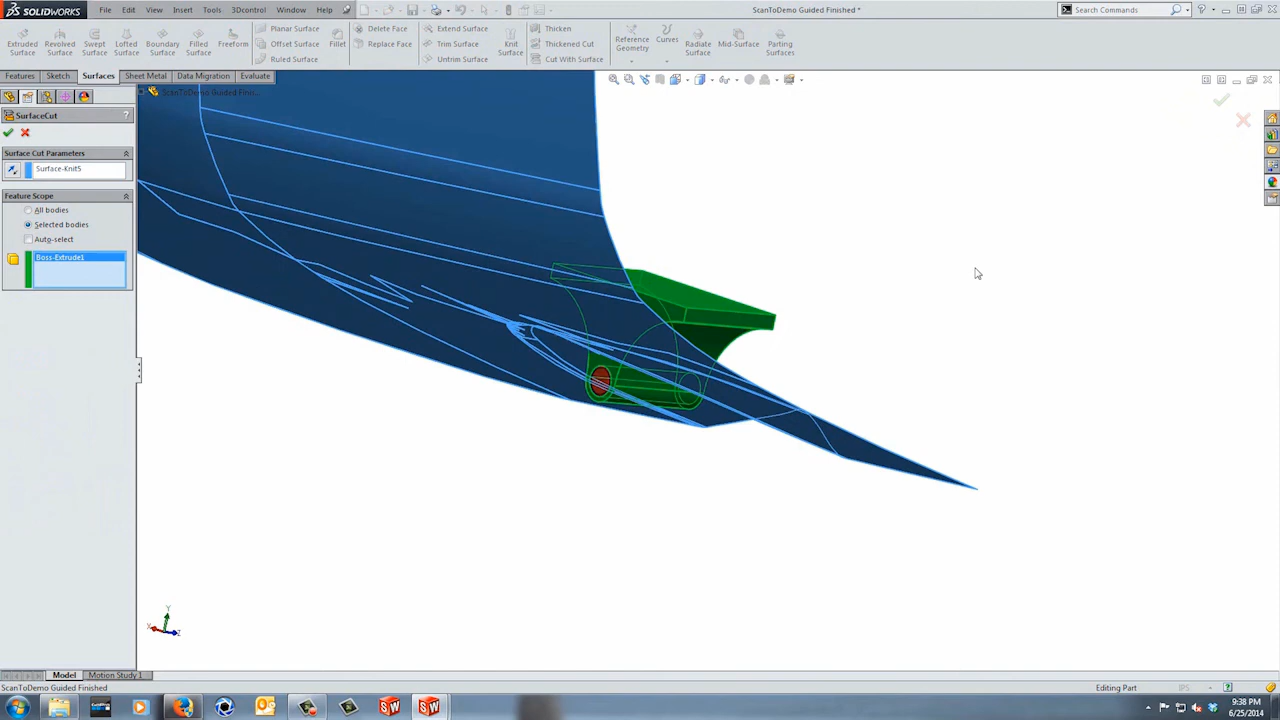 SOLIDWORKS
File
Edit
View
Insert
Tools
3Dcontrol
Window
Help
ScanToDemo Guided Finished *
Search Commands
Extruded Surface
Revolved Surface
Swept Surface
Lofted Surface
Boundary Surface
Filled Surface
Freeform
Planar Surface
Offset Surface
Ruled Surface
Fillet
Delete Face
Replace Face
Extend Surface
Trim Surface
Untrim Surface
Knit Surface
Thicken
Thickened Cut
Cut With Surface
Reference Geometry
Curves
Radiate Surface
Mid-Surface
Parting Surfaces
Features
Sketch
Surfaces
Sheet Metal
Data Migration
Evaluate
ScanToDemo Guided Finis...
SurfaceCut
?
Surface Cut Parameters
Surface-Knit5
Feature Scope
All bodies
Selected bodies
Auto-select
Boss-Extrude1
Y
X
Z
Model
Motion Study 1
ScanToDemo Guided Finished
Editing Part
IPS
9:38 PM
6/25/2014